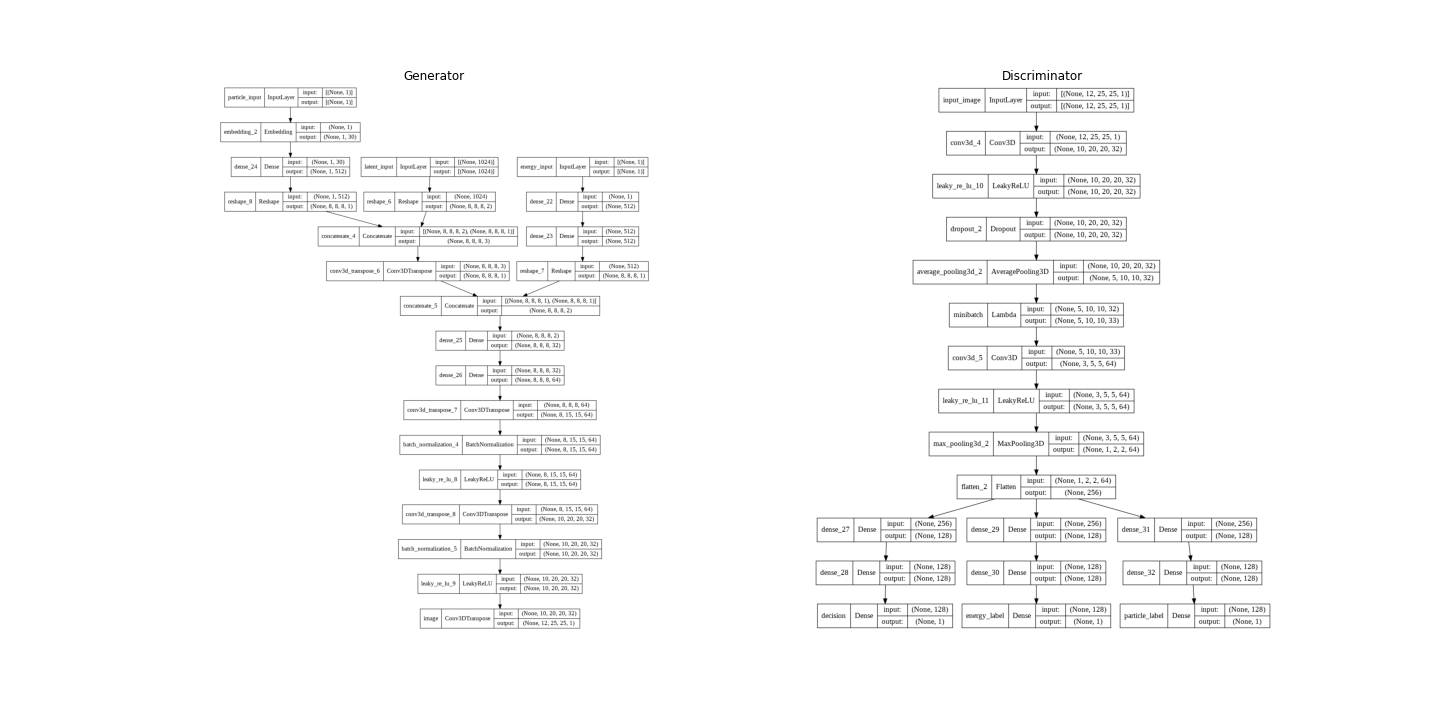 Generator
particle_input InputLayer input: [(None, 1)]
output: [(None, 1)]
embedding_2 Embedding input: (None, 1)
output: (None, 1, 30)
dense_24 Dense input: (None, 1, 30)
output: (None, 1, 512)
latent_input InputLayer input: [(None, 1024)]
output: [(None, 1024)]
energy_input InputLayer input: [(None, 1)]
output: [(None, 1)]
reshape_8 Reshape input: (None, 1, 512)
output: (None, 8, 8, 8, 1)
reshape_6 Reshape input: (None, 1024)
output: (None, 8, 8, 8, 2)
dense_22 Dense input: (None, 1)
output: (None, 512)
concatenate_4 Concatenate input: [(None, 8, 8, 8, 2), (None, 8, 8, 8, 1)]
output: (None, 8, 8, 8, 3)
dense_23 Dense input: (None, 512)
output: (None, 512)
conv3d_transpose_6 Conv3DTranspose input: (None, 8, 8, 8, 3)
output: (None, 8, 8, 8, 1)
reshape_7 Reshape input: (None, 512)
output: (None, 8, 8, 8, 1)
concatenate_5 Concatenate input: [(None, 8, 8, 8, 1), (None, 8, 8, 8, 1)]
output: (None, 8, 8, 8, 2)
dense_25 Dense input: (None, 8, 8, 8, 2)
output: (None, 8, 8, 8, 32)
dense_26 Dense input: (None, 8, 8, 8, 32)
output: (None, 8, 8, 8, 64)
conv3d_transpose_7 Conv3DTranspose input: (None, 8, 8, 8, 64)
output: (None, 8, 15, 15, 64)
batch_normalization_4 BatchNormalization input: (None, 8, 15, 15, 64)
output: (None, 8, 15, 15, 64)
leaky_re_lu_8 LeakyReLU input: (None, 8, 15, 15, 64)
output: (None, 8, 15, 15, 64)
conv3d_transpose_8 Conv3DTranspose input: (None, 8, 15, 15, 64)
output: (None, 10, 20, 20, 32)
batch_normalization_5 BatchNormalization input: (None, 10, 20, 20, 32)
output: (None, 10, 20, 20, 32)
leaky_re_lu_9 LeakyReLU input: (None, 10, 20, 20, 32)
output: (None, 10, 20, 20, 32)
image Conv3DTranspose input: (None, 10, 20, 20, 32)
output: (None, 12, 25, 25, 1)
Discriminator
input_image InputLayer input: [(None, 12, 25, 25, 1)]
output: [(None, 12, 25, 25, 1)]
conv3d_4 Conv3D input: (None, 12, 25, 25, 1)
output: (None, 10, 20, 20, 32)
leaky_re_lu_10 LeakyReLU input: (None, 10, 20, 20, 32)
output: (None, 10, 20, 20, 32)
dropout_2 Dropout input: (None, 10, 20, 20, 32)
output: (None, 10, 20, 20, 32)
average_pooling3d_2 AveragePooling3D input: (None, 10, 20, 20, 32)
output: (None, 5, 10, 10, 32)
minibatch Lambda input: (None, 5, 10, 10, 32)
output: (None, 5, 10, 10, 33)
conv3d_5 Conv3D input: (None, 5, 10, 10, 33)
output: (None, 3, 5, 5, 64)
leaky_re_lu_11 LeakyReLU input: (None, 3, 5, 5, 64)
output: (None, 3, 5, 5, 64)
max_pooling3d_2 MaxPooling3D input: (None, 3, 5, 5, 64)
output: (None, 1, 2, 2, 64)
flatten_2 Flatten input: (None, 1, 2, 2, 64)
output: (None, 256)
dense_27 Dense input: (None, 256)
output: (None, 128)
dense_29 Dense input: (None, 256)
output: (None, 128)
dense_31 Dense input: (None, 256)
output: (None, 128)
dense_28 Dense input: (None, 128)
output: (None, 128)
dense_30 Dense input: (None, 128)
output: (None, 128)
dense_32 Dense input: (None, 128)
output: (None, 128)
decision Dense input: (None, 128)
output: (None, 1)
energy_label Dense input: (None, 128)
output: (None, 1)
particle_label Dense input: (None, 128)
output: (None, 1)